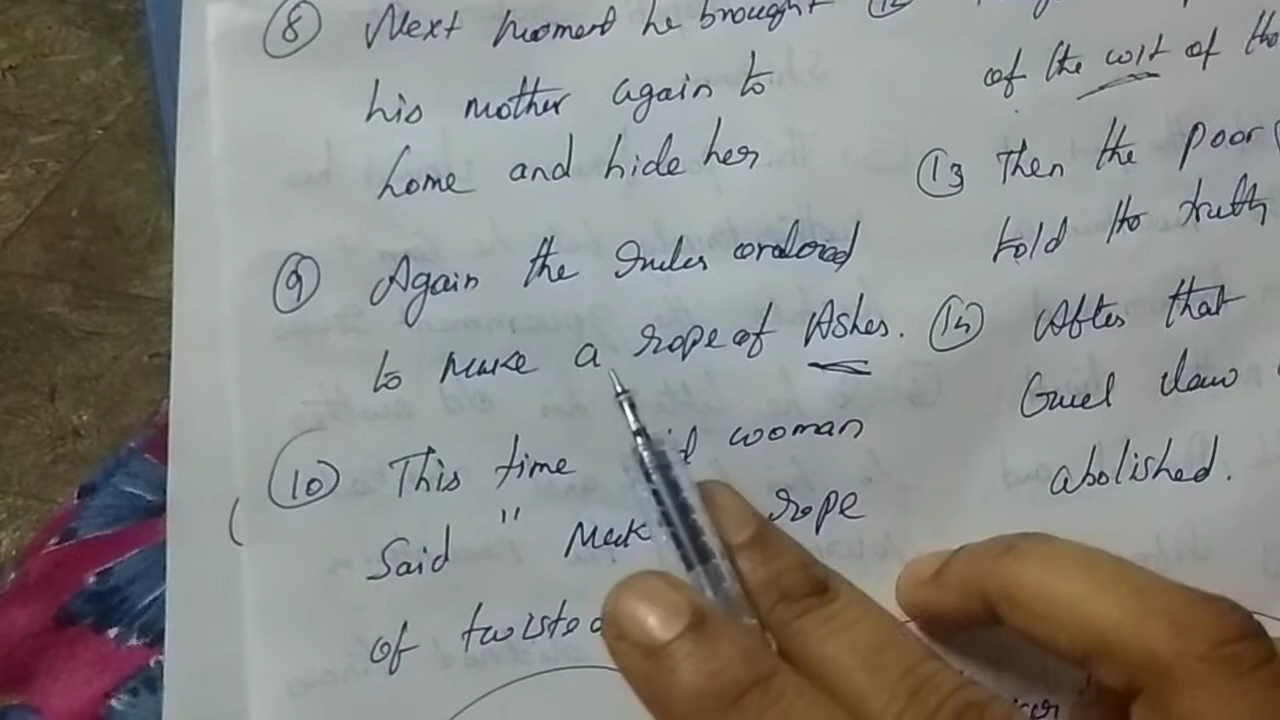 8 Next moment he brought
his mother again to
home and hide her
9 Again the ruler ordered
to make a rope of Ashes.
10 This time woman
Said " Make rope
of twisted
of the wit of the
13 Then the poor
told the truth
14 After that
Cruel law
abolished.